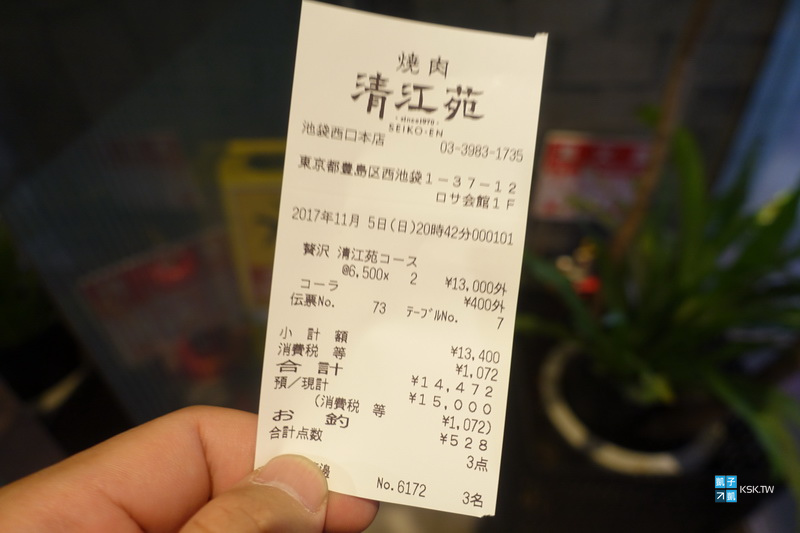 焼肉
清江苑
・since1970・
SEIKO-EN
池袋西口本店 03-3983-1735
東京都豊島区西池袋1-37-12
ロサ会館1F
2017年11月 5日(日)20時42分000101
贅沢 清江苑コース
@6,500x 2 ¥13,000外
コーラ ¥400外
伝票No. 73 テーブルNo. 7
小 計 額 ¥13,400
消費税 等 ¥1,072
合 計 ¥14,472
預/現計 ¥15,000
(消費税 等 ¥1,072)
お 釣 ¥528
合計点数 3点
No.6172 3名
凱子
凱 KSK.TW